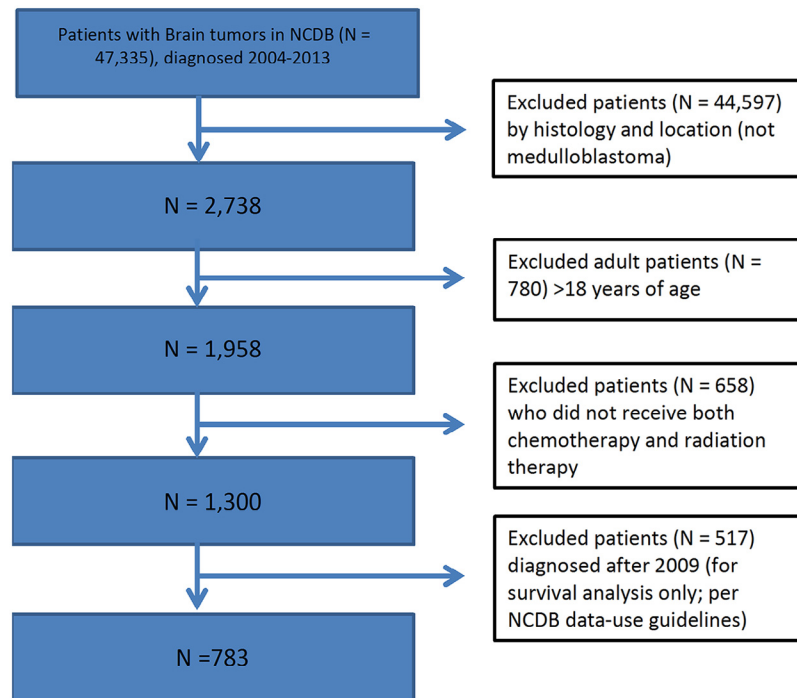 Patients with Brain tumors in NCDB (N =
47,335), diagnosed 2004-2013
Excluded patients (N = 44,597)
by histology and location (not
medulloblastoma)
N = 2,738
Excluded adult patients (N =
780) >18 years of age
N = 1,958
Excluded patients (N = 658)
who did not receive both
chemotherapy and radiation
therapy
N = 1,300
Excluded patients (N = 517)
diagnosed after 2009 (for
survival analysis only; per
NCDB data-use guidelines)
N =783